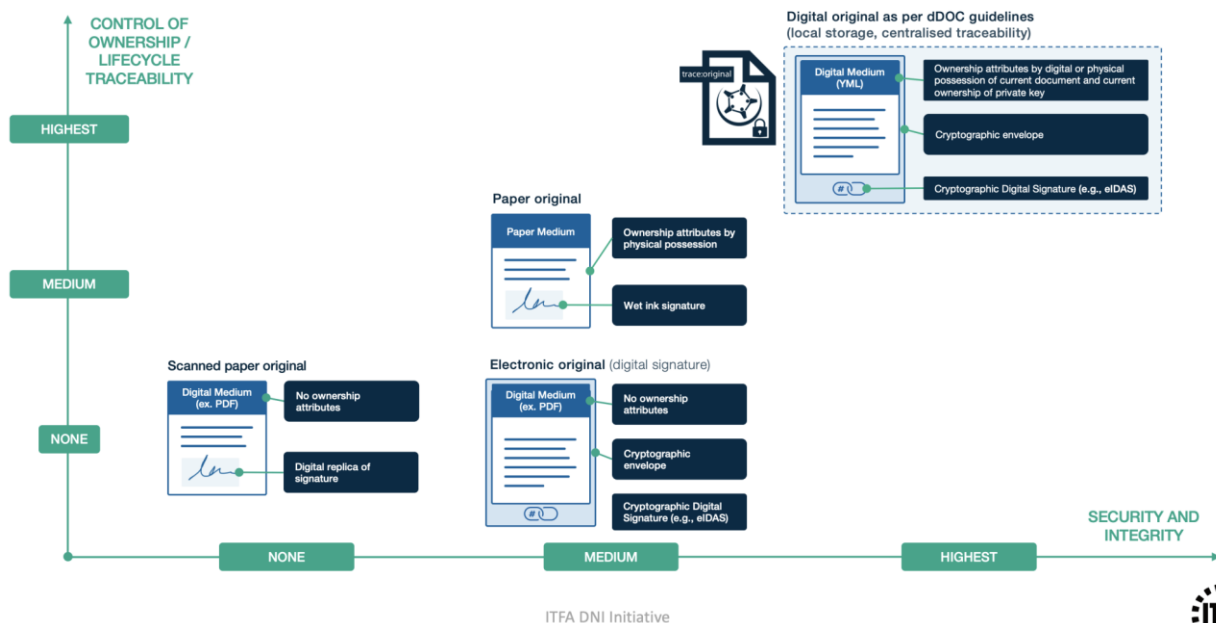 CONTROL OF
OWNERSHIP /
LIFECYCLE
TRACEABILITY
HIGHEST
MEDIUM
NONE
Digital original as per dDOC guidelines
(local storage, centralised traceability)
trace:original
Digital Medium
(YML)
Ownership attributes by digital or physical
possession of current document and current
ownership of private key
Cryptographic envelope
#
Cryptographic Digital Signature (e.g., eIDAS)
Paper original
Paper Medium
Ownership attributes by
physical possession
Wet ink signature
Scanned paper original
Digital Medium
(ex. PDF)
No ownership
attributes
Digital replica of
signature
Electronic original (digital signature)
Digital Medium
(ex. PDF)
No ownership
attributes
Cryptographic
envelope
#
Cryptographic Digital
Signature (e.g., eIDAS)
SECURITY AND
INTEGRITY
NONE
MEDIUM
HIGHEST
ITFA DNI Initiative